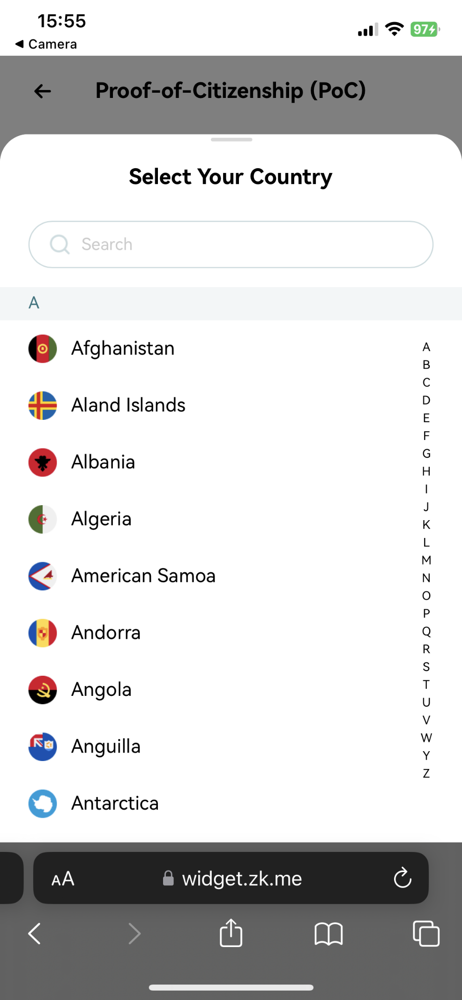 15:55
97
◀ Camera
Proof-of-Citizenship (PoC)
Select Your Country
Search
A
Afghanistan
Aland Islands
Albania
Algeria
American Samoa
Andorra
Angola
Anguilla
Antarctica
A
B
C
D
E
F
G
H
I
J
K
L
M
N
O
P
Q
R
S
T
U
V
W
Y
Z
AA
widget.zk.me